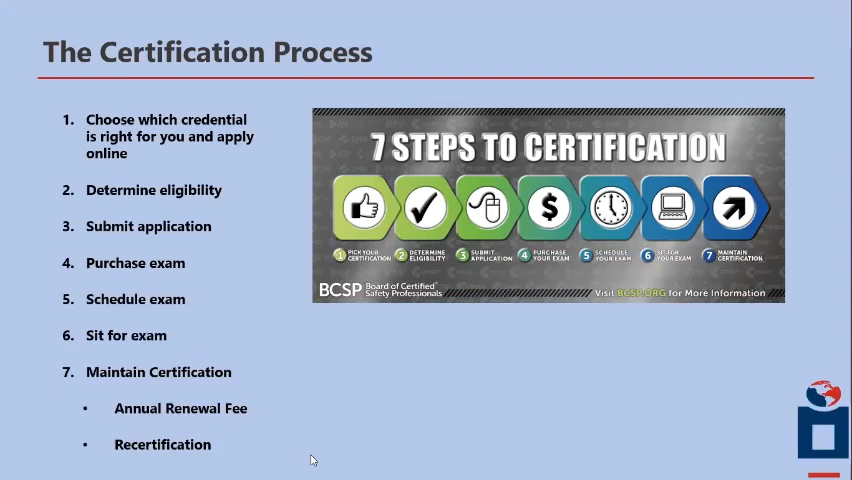 The Certification Process
1. Choose which credential
is right for you and apply
online
2. Determine eligibility
3. Submit application
4. Purchase exam
5. Schedule exam
6. Sit for exam
7. Maintain Certification
• Annual Renewal Fee
• Recertification
7 STEPS TO CERTIFICATION
1 PICK YOUR
CERTIFICATION
2 DETERMINE
ELIGIBILITY
3 SUBMIT
APPLICATION
4 PURCHASE
YOUR EXAM
5 SCHEDULE
YOUR EXAM
6 SIT FOR
YOUR EXAM
7 MAINTAIN
CERTIFICATION
BCSP Board of Certified
Safety Professionals
Visit BCSP.ORG for More Information